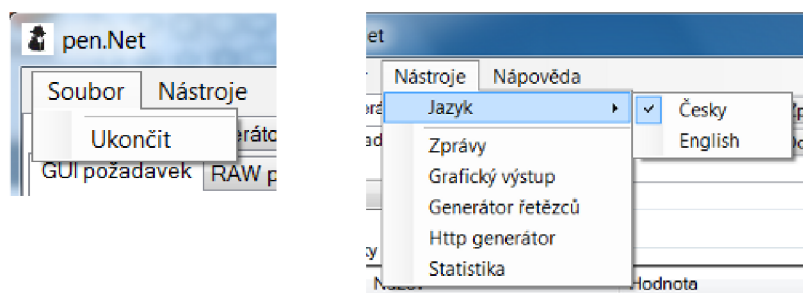 pen.Net
Soubor Nástroje
Ukončit
GUI požadavek RAW
et
Nástroje Nápověda
Jazyk
Česky
English
Zprávy
Grafický výstup
Generátor řetězců
Http generátor
Statistika
Hodnota